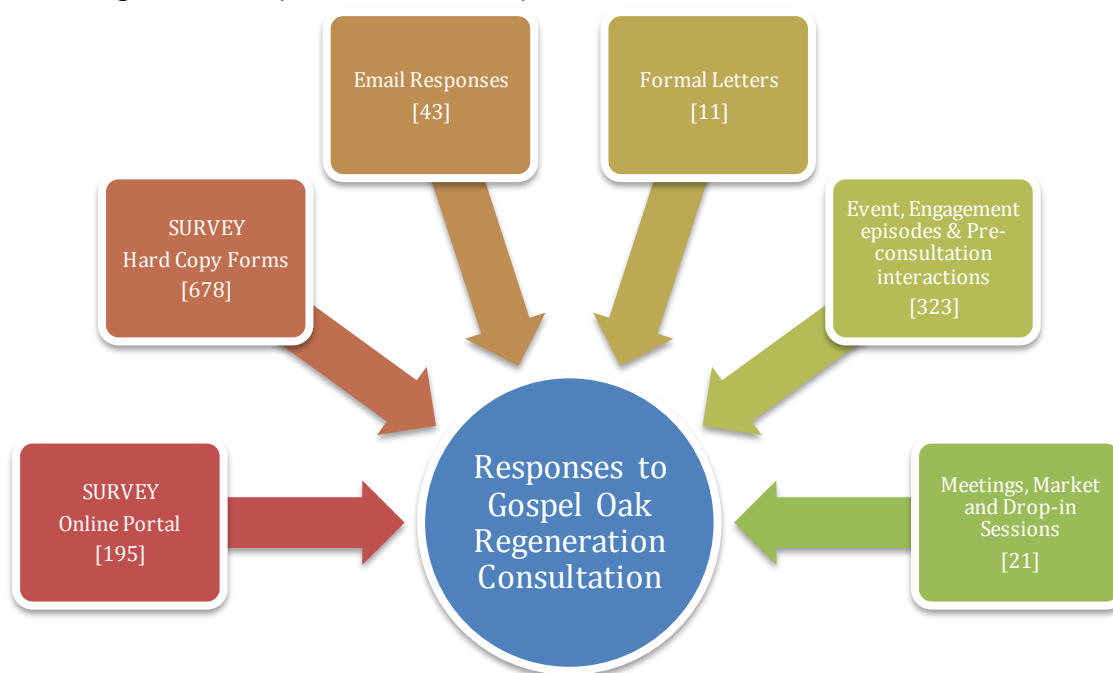 Email Responses
[43]
Formal Letters
[11]
SURVEY
Hard Copy Forms
[678]
Event, Engagement
episodes & Pre-
consultation
interactions
[323]
SURVEY
Online Portal
[195]
Responses to
Gospel Oak
Regeneration
Consultation
Meetings, Market
and Drop-in
Sessions
[21]